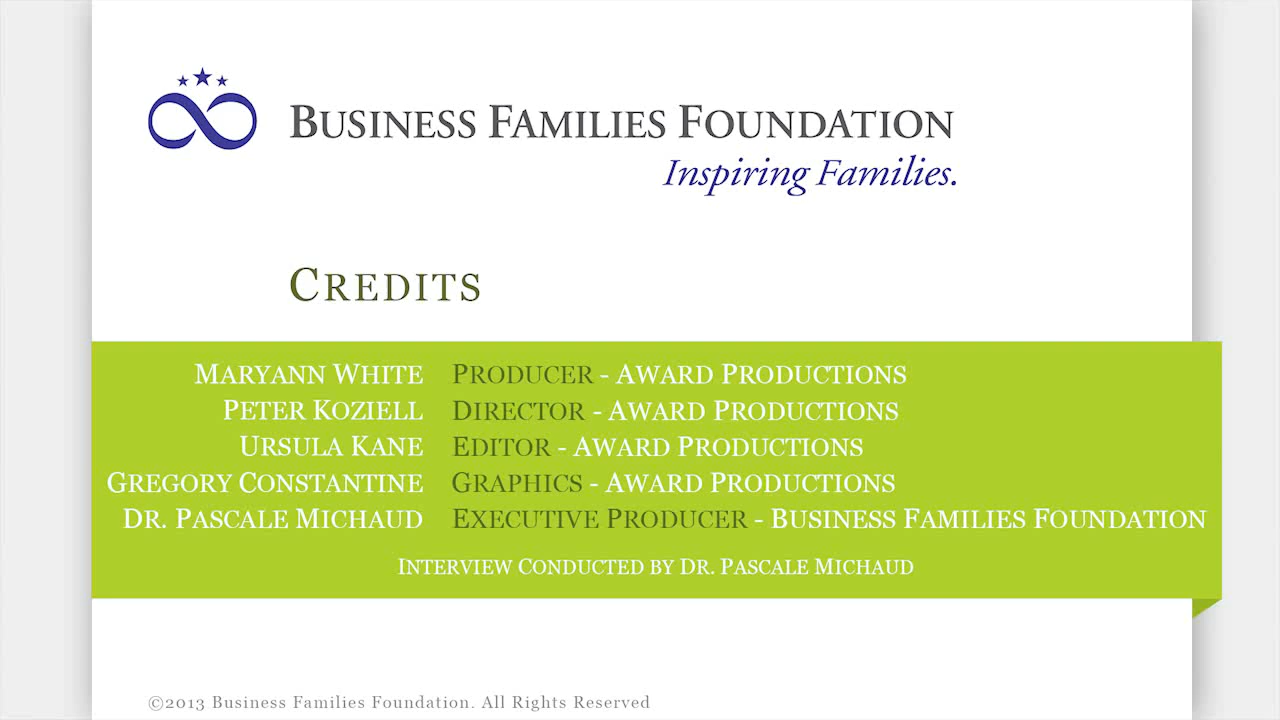 BUSINESS FAMILIES FOUNDATION
Inspiring Families.
CREDITS
MARYANN WHITE PRODUCER - AWARD PRODUCTIONS
PETER KOZIELL DIRECTOR - AWARD PRODUCTIONS
URSULA KANE EDITOR - AWARD PRODUCTIONS
GREGORY CONSTANTINE GRAPHICS - AWARD PRODUCTIONS
DR. PASCALE MICHAUD EXECUTIVE PRODUCER - BUSINESS FAMILIES FOUNDATION
INTERVIEW CONDUCTED BY DR. PASCALE MICHAUD
©2013 Business Families Foundation. All Rights Reserved